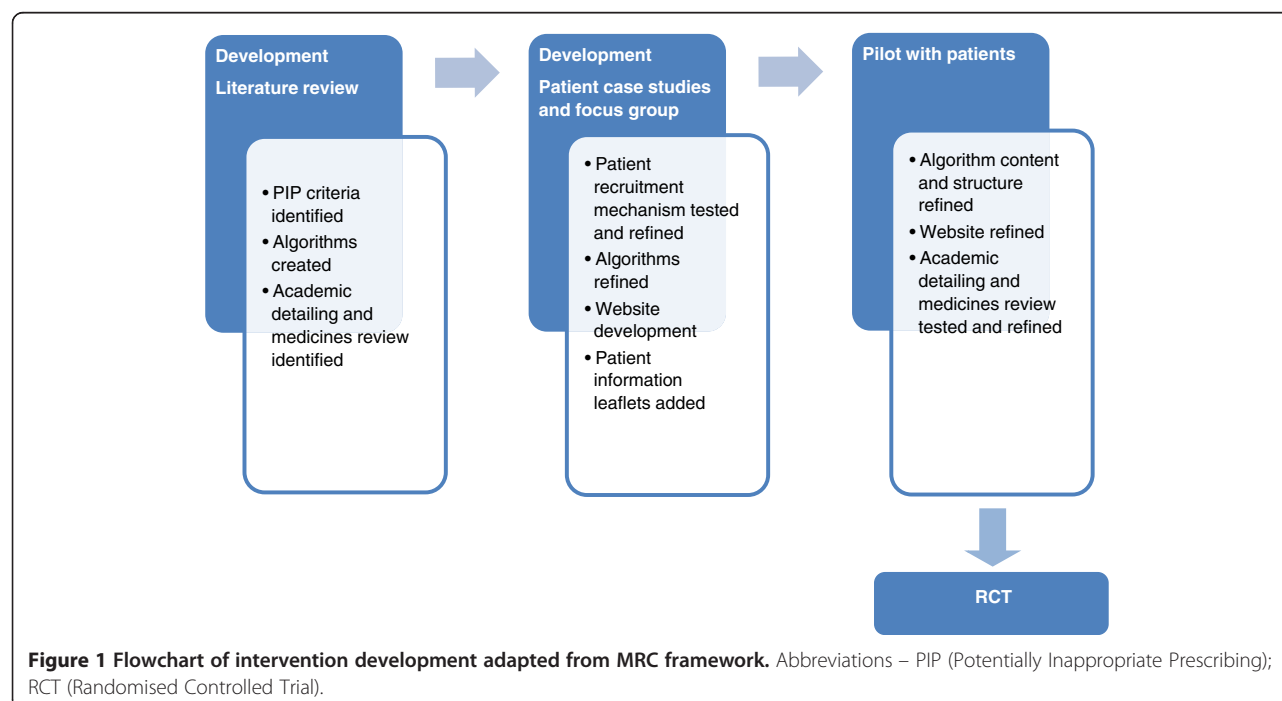 Development
Literature review
• PIP criteria
identified
• Algorithms
created
• Academic
detailing and
medicines review
identified
Development
Patient case studies
and focus group
• Patient
recruitment
mechanism tested
and refined
• Algorithms
refined
• Website
development
• Patient
information
leaflets added
Pilot with patients
• Algorithm content
and structure
refined
• Website refined
• Academic
detailing and
medicines review
tested and refined
RCT
Figure 1 Flowchart of intervention development adapted from MRC framework. Abbreviations – PIP (Potentially Inappropriate Prescribing);
RCT (Randomised Controlled Trial).